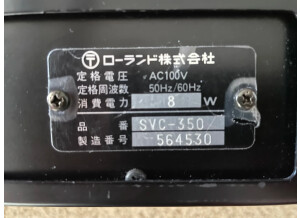 〒 ローランド株式会社
定格電圧 AC100V
定格周波数 50Hz/60Hz
消費電力 8 W
品番 SVC-350
製造番号 564530